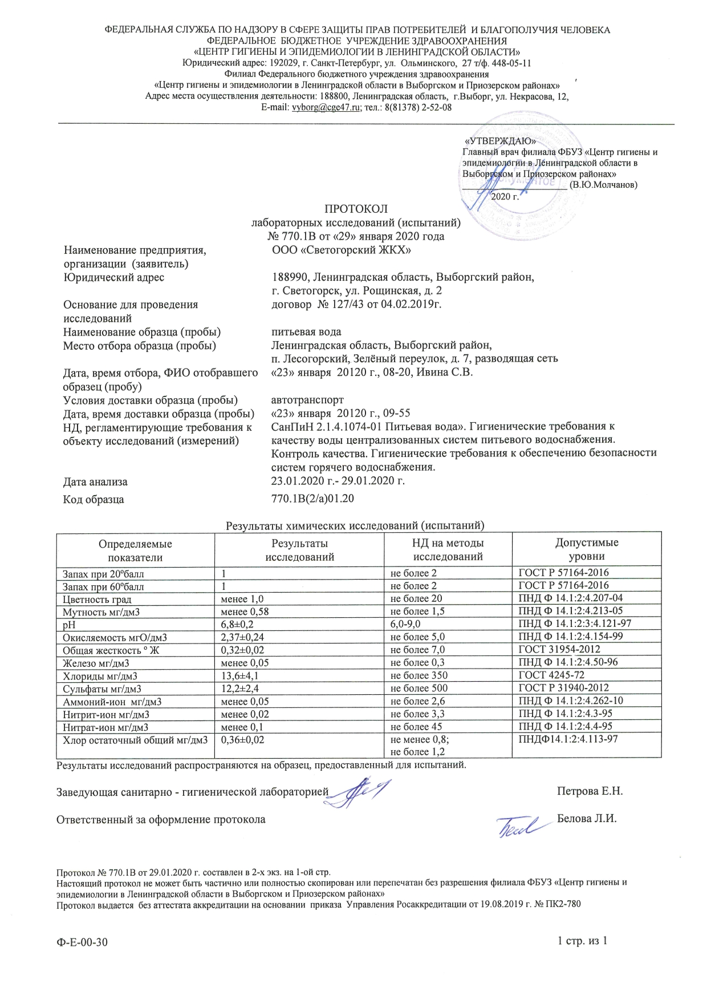 ФЕДЕРАЛЬНАЯ СЛУЖБА ПО НАДЗОРУ В СФЕРЕ ЗАЩИТЫ ПРАВ ПОТРЕБИТЕЛЕЙ И БЛАГОПОЛУЧИЯ ЧЕЛОВЕКА
ФЕДЕРАЛЬНОЕ БЮДЖЕТНОЕ УЧРЕЖДЕНИЕ ЗДРАВООХРАНЕНИЯ
«ЦЕНТР ГИГИЕНЫ И ЭПИДЕМИОЛОГИИ В ЛЕНИНГРАДСКОЙ ОБЛАСТИ»
Юридический адрес: 192029, г. Санкт-Петербург, ул. Ольминского, 27 т/ф. 448-05-11
Филиал Федерального бюджетного учреждения здравоохранения
«Центр гигиены и эпидемиологии в Ленинградской области в Выборгском и Приозерском районах»
Адрес места осуществления деятельности: 188800, Ленинградская область, г.Выборг, ул. Некрасова, 12,
E-mail: vyborg@cge47.ru; тел.: 8(81378) 2-52-08
«УТВЕРЖДАЮ»
Главный врач филиала ФБУЗ «Центр гигиены и
эпидемиологии в Ленинградской области в
Выборгском и Приозерском районах»
(В.Ю.Молчанов)
2020 г.
Для документов
ПРОТОКОЛ
лабораторных исследований (испытаний)
№ 770.1В от «29» января 2020 года
Наименование предприятия, ООО «Светогорский ЖКХ»
организации (заявитель)
Юридический адрес 188990, Ленинградская область, Выборгский район,
г. Светогорск, ул. Рощинская, д. 2
Основание для проведения договор № 127/43 от 04.02.2019г.
исследований
Наименование образца (пробы) питьевая вода
Место отбора образца (пробы) Ленинградская область, Выборгский район,
п. Лесогорский, Зелёный переулок, д. 7, разводящая сеть
Дата, время отбора, ФИО отобравшего «23» января 20120 г., 08-20, Ивина С.В.
образец (пробу)
Условия доставки образца (пробы) автотранспорт
Дата, время доставки образца (пробы) «23» января 20120 г., 09-55
НД, регламентирующие требования к СанПиН 2.1.4.1074-01 Питьевая вода». Гигиенические требования к
объекту исследований (измерений) качеству воды централизованных систем питьевого водоснабжения.
Контроль качества. Гигиенические требования к обеспечению безопасности
систем горячего водоснабжения.
Дата анализа 23.01.2020 г.- 29.01.2020 г.
Код образца 770.1В(2/а)01.20
Результаты химических исследований (испытаний)
Определяемые Результаты НД на методы Допустимые
показатели исследований исследований уровни
Запах при 20ºбалл 1 не более 2 ГОСТ Р 57164-2016
Запах при 60ºбалл 1 не более 2 ГОСТ Р 57164-2016
Цветность град менее 1,0 не более 20 ПНД Ф 14.1:2:4.207-04
Мутность мг/дм3 менее 0,58 не более 1,5 ПНД Ф 14.1:2:4.213-05
рН 6,8±0,2 6,0-9,0 ПНД Ф 14.1:2:3:4.121-97
Окисляемость мгО/дм3 2,37±0,24 не более 5,0 ПНД Ф 14.1:2:4.154-99
Общая жесткость º Ж 0,32±0,02 не более 7,0 ГОСТ 31954-2012
Железо мг/дм3 менее 0,05 не более 0,3 ПНД Ф 14.1:2:4.50-96
Хлориды мг/дм3 13,6±4,1 не более 350 ГОСТ 4245-72
Сульфаты мг/дм3 12,2±2,4 не более 500 ГОСТ Р 31940-2012
Аммоний-ион мг/дм3 менее 0,05 не более 2,6 ПНД Ф 14.1:2:4.262-10
Нитрит-ион мг/дм3 менее 0,02 не более 3,3 ПНД Ф 14.1:2:4.3-95
Нитрат-ион мг/дм3 менее 0,1 не более 45 ПНД Ф 14.1:2:4.4-95
Хлор остаточный общий мг/дм3 0,36±0,02 не менее 0,8; ПНДФ14.1:2:4.113-97
не более 1,2
Результаты исследований распространяются на образец, предоставленный для испытаний.
Заведующая санитарно - гигиенической лабораторией Петрова Е.Н.
Ответственный за оформление протокола Белова Л.И.
Протокол № 770.1В от 29.01.2020 г. составлен в 2-х экз. на 1-ой стр.
Настоящий протокол не может быть частично или полностью скопирован или перепечатан без разрешения филиала ФБУЗ «Центр гигиены и
эпидемиологии в Ленинградской области в Выборгском и Приозерском районах»
Протокол выдается без аттестата аккредитации на основании приказа Управления Росаккредитации от 19.08.2019 г. № ПК2-780
Ф-Е-00-30 1 стр. из 1